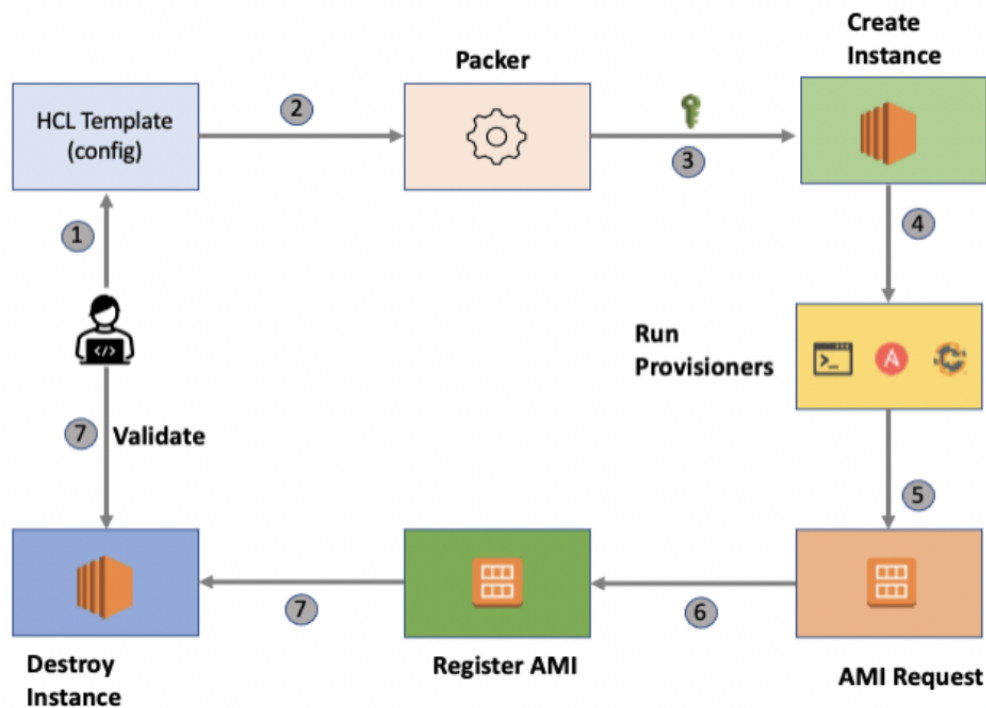 Create
Instance
Packer
HCL Template
(config)
2
3
1
4
Run
Provisioners
>_
A
</>
7
Validate
5
7
6
Destroy
Instance
Register AMI
AMI Request